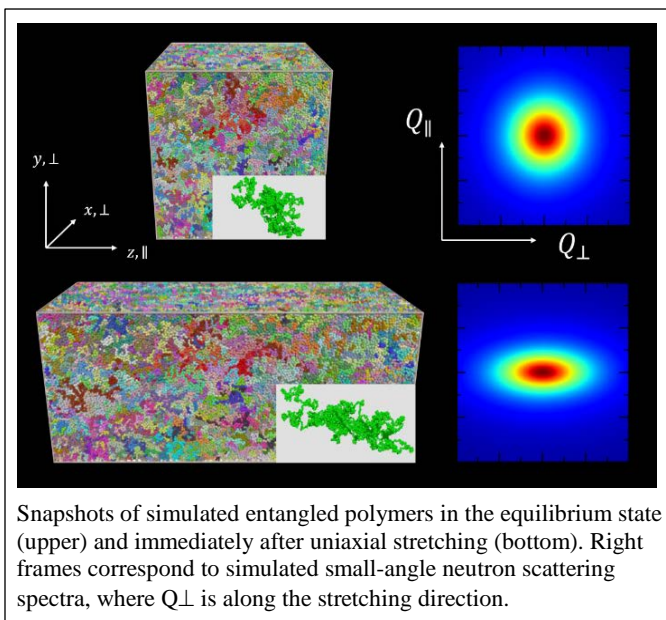 Q∥
Q⊥
y,⊥
x,⊥
z,∥
Snapshots of simulated entangled polymers in the equilibrium state
(upper) and immediately after uniaxial stretching (bottom). Right
frames correspond to simulated small-angle neutron scattering
spectra, where Q⊥ is along the stretching direction.